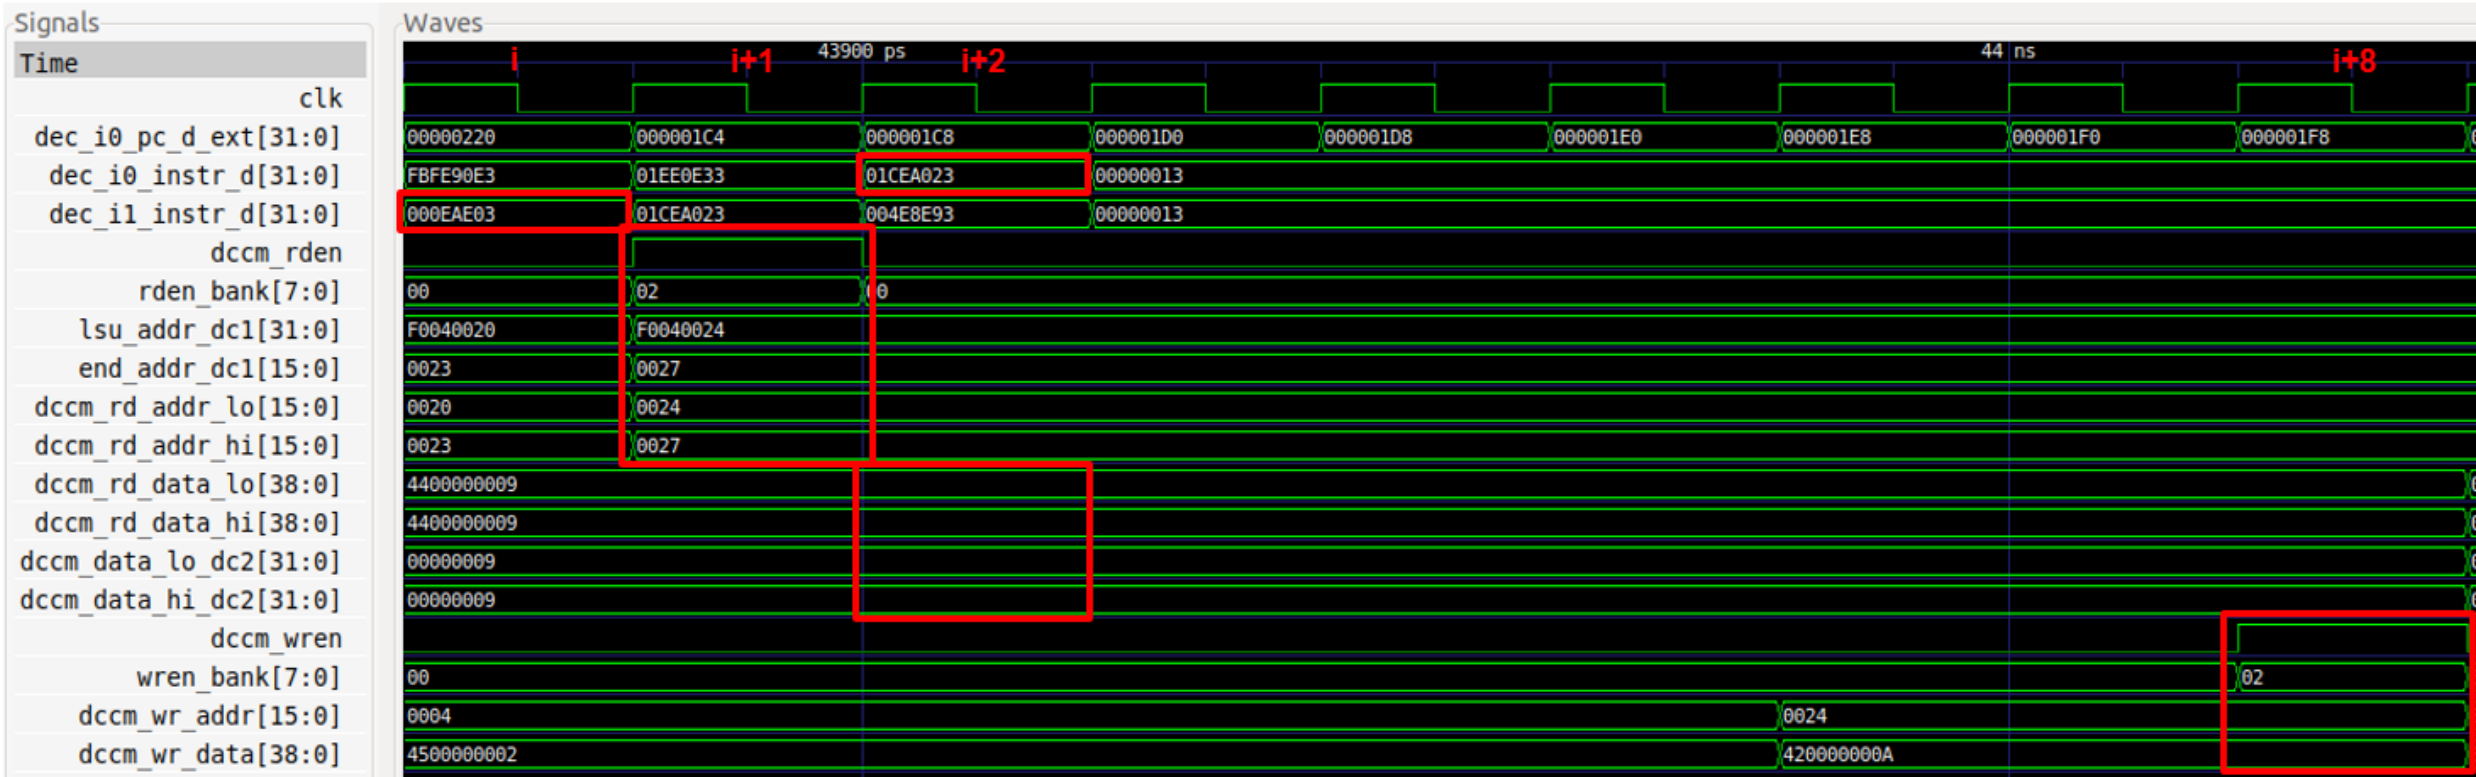 Signals
Waves
Time
i
i+1
43900 ps
i+2
44 ns
i+8
clk
dec_i0_pc_d_ext[31:0] 00000220 000001C4 000001C8 000001D0 000001D8 000001E0 000001E8 000001F0 000001F8
dec_i0_instr_d[31:0] FBFE90E3 01EE0E33 01CEA023 00000013
dec_i1_instr_d[31:0] 000EAE03 01CEA023 004E8E93 00000013
dccm_rden
rden_bank[7:0] 00 02 00
lsu_addr_dc1[31:0] F0040020 F0040024
end_addr_dc1[15:0] 0023 0027
dccm_rd_addr_lo[15:0] 0020 0024
dccm_rd_addr_hi[15:0] 0023 0027
dccm_rd_data_lo[38:0] 4400000009
dccm_rd_data_hi[38:0] 4400000009
dccm_data_lo_dc2[31:0] 00000009
dccm_data_hi_dc2[31:0] 00000009
dccm_wren
wren_bank[7:0] 00 02
dccm_wr_addr[15:0] 0004 0024
dccm_wr_data[38:0] 4500000002 420000000A